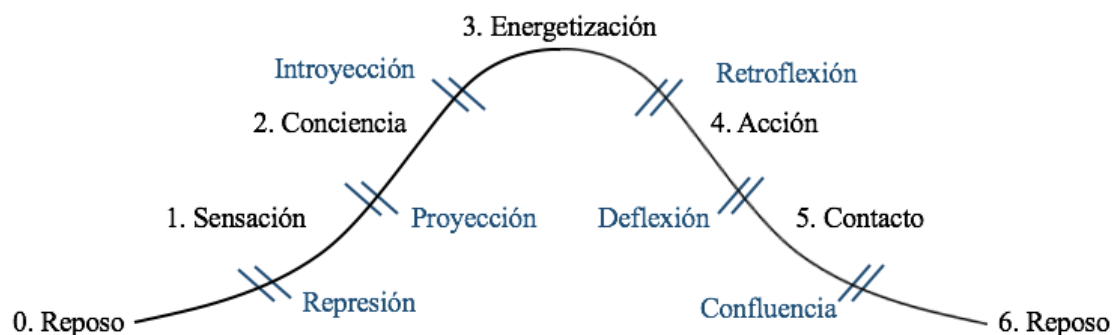 3. Energetización
Introyección
Retroflexión
2. Conciencia
4. Acción
1. Sensación
Proyección
Deflexión
5. Contacto
0. Reposo
Represión
Confluencia
6. Reposo